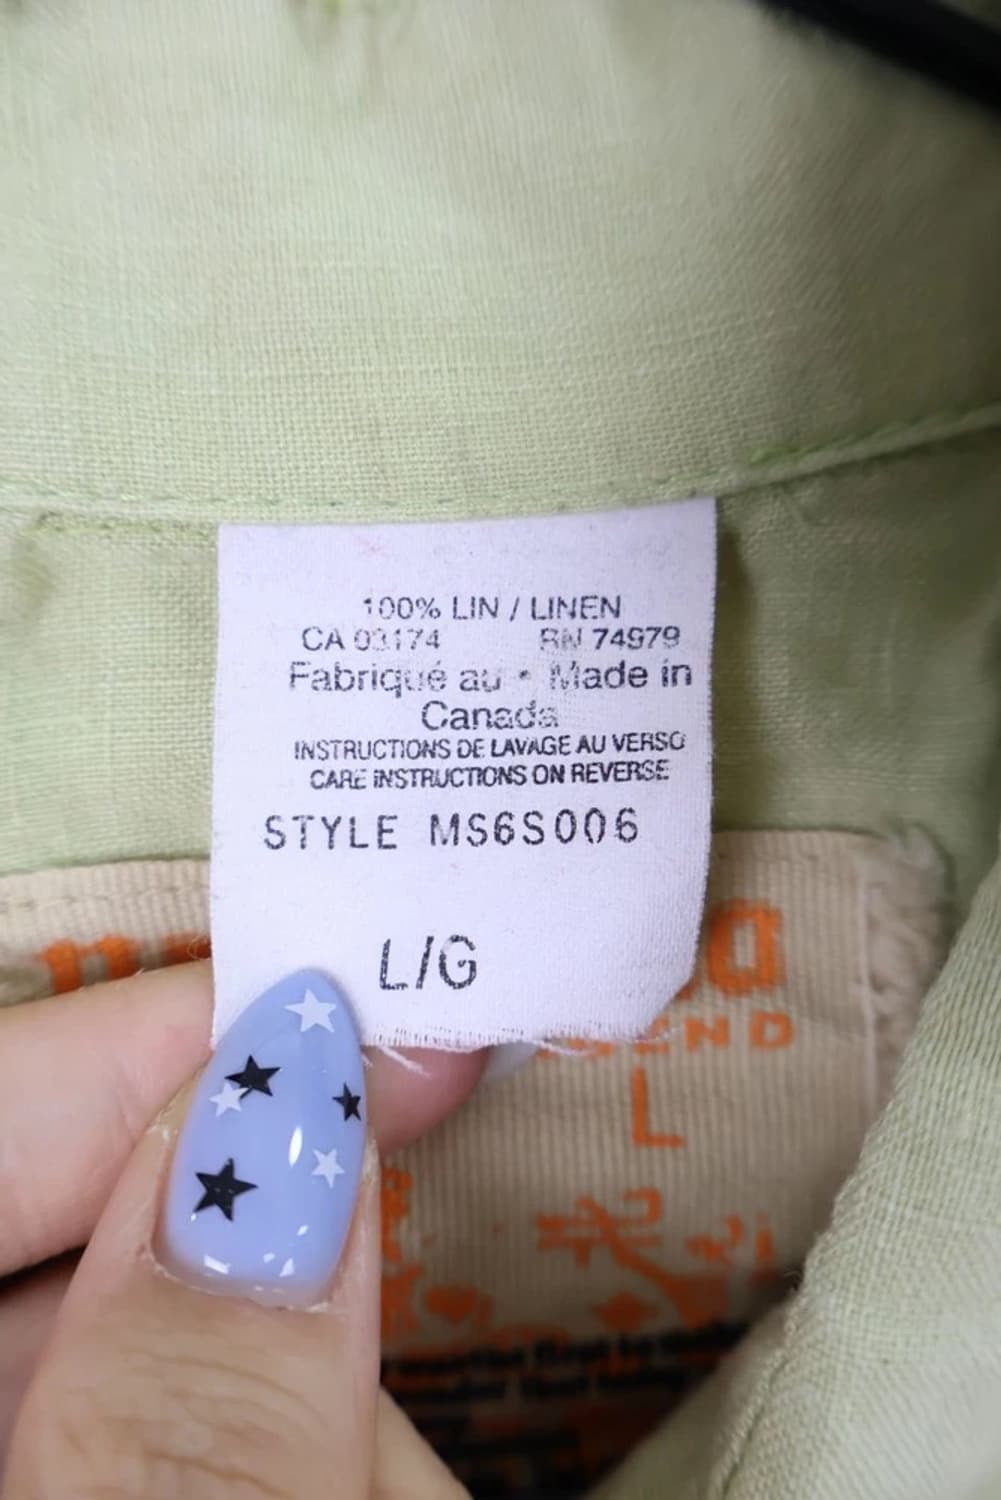 100% LIN / LINEN
CA 03174 RN 74979
Fabriqué au • Made in
Canada
INSTRUCTIONS DE LAVAGE AU VERSO
CARE INSTRUCTIONS ON REVERSE
STYLE MS6S006
L/G
L